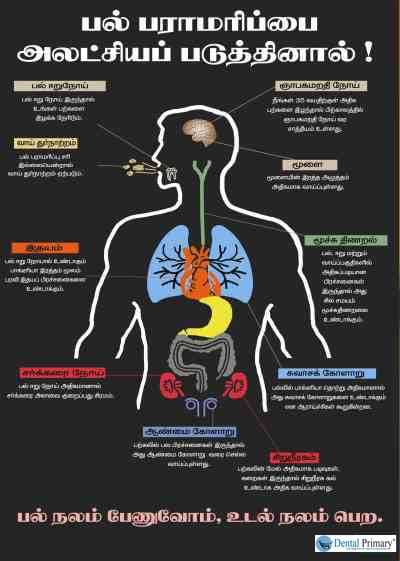 பல் பராமரிப்பை
அலட்சியப் படுத்தினால் !
பல் ஈறுநோய்
பல் ஈறு நோய் இருந்தால்
உங்கள் பற்களை
இழக்க நேரிடும்.
வாய் துர்நாற்றம்
பல் பராமரிப்பு சரி
இல்லையென்றால்
வாய் துர்நாற்றம் ஏற்படும்.
இதயம்
பல் ஈறு நோயால் உண்டாகும்
பாக்டீரியா இரத்தம் மூலம்
பரவி இதயப் பிரச்சனைகளை
உண்டாக்கும்.
சர்க்கரை நோய்
பல் ஈறு நோய் அதிகமானால்
சர்க்கரை அளவை குறைப்பது சிரமம்.
ஆண்மை கோளாறு
பற்களில் பல பிரச்சனைகள் இருந்தால்
அது ஆண்மை கோளாறு வரை செல்ல
வாய்ப்புள்ளது.
ஞாபகமறதி நோய்
நீங்கள் 35 வயதிற்குள் அதிக
பற்களை இழந்தால் பிற்காலத்தில்
ஞாபகமறதி நோய் வர
சாத்தியம் உள்ளது.
மூளை
மூளையின் இரத்த அழுத்தம்
அதிகமாக வாய்ப்புள்ளது.
மூச்சு திணறல்
பல், ஈறு மற்றும்
வாய்ப்பகுதிகளில்
அதிகப்படியான
பிரச்சனைகள்
இருந்தால் அது
சில சமயம்
மூச்சுதிணறலை
உண்டாக்கும்.
சுவாசக் கோளாறு
பல்லில் பாக்டீரியா தொற்று அதிகமானால்
அது சுவாசக் கோளாறுகளை உண்டாக்கும்
என ஆராய்ச்சிகள் கூறுகின்றன.
சிறுநீரகம்
பற்களின் மேல் அதிகமாக படிவுகள்,
கறைகள் இருந்தால் சிறுநீரக கல்
உண்டாக அதிக வாய்ப்புள்ளது.
பல் நலம் பேணுவோம், உடல் நலம் பெற.
Dental Primary